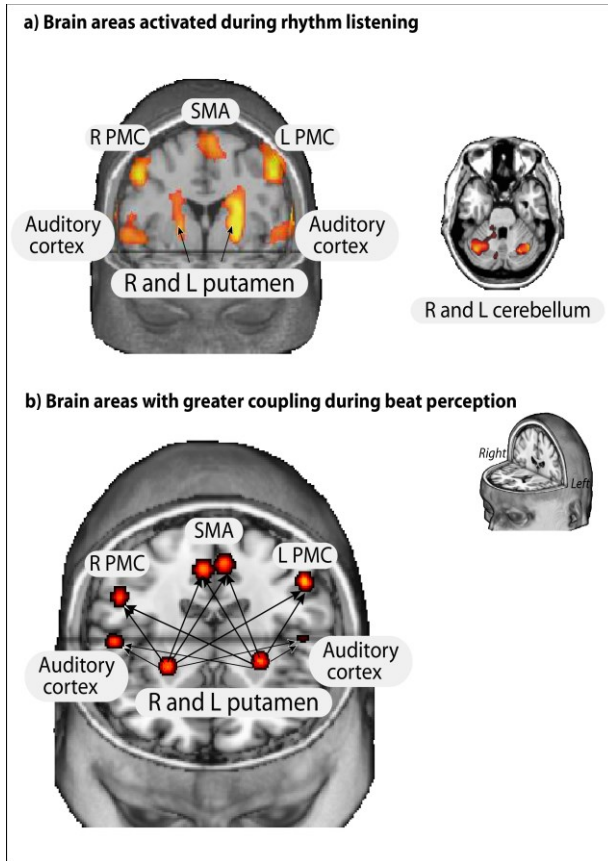 a) Brain areas activated during rhythm listening
SMA
R PMC
L PMC
Auditory
cortex
Auditory
cortex
R and L putamen
R and L cerebellum
b) Brain areas with greater coupling during beat perception
Right
Left
SMA
R PMC
L PMC
Auditory
cortex
Auditory
cortex
R and L putamen